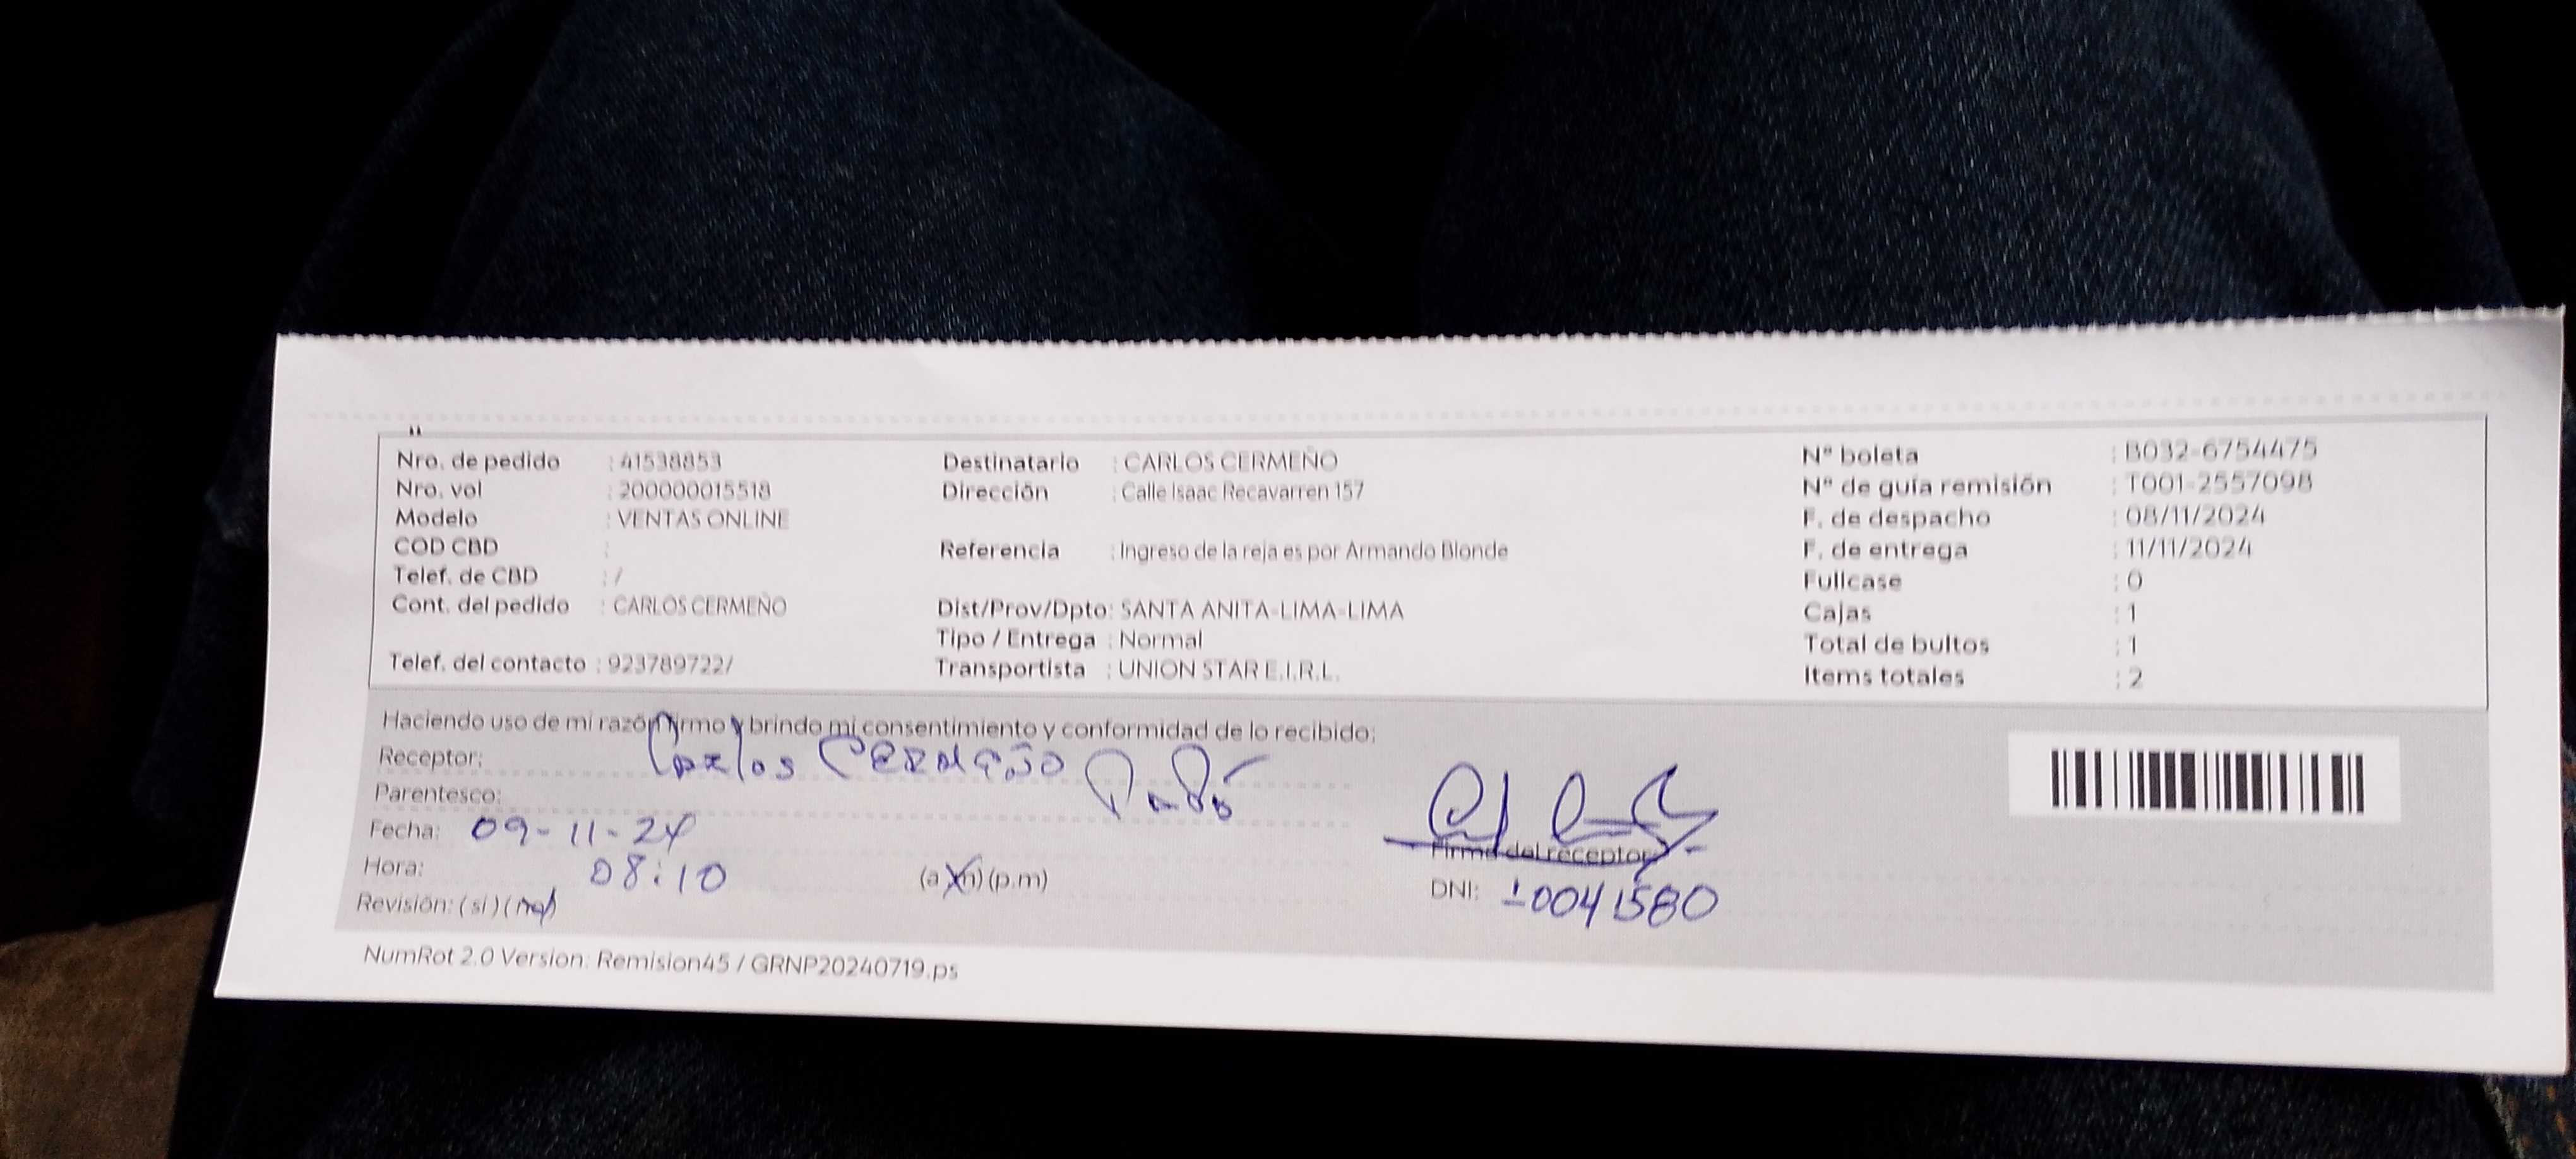 Nro. de pedido : 41538853
Nro. vol : 200000015518
Modelo : VENTAS ONLINE
COD CBD :
Telef. de CBD : /
Cont. del pedido : CARLOS CERMEÑO
Telef. del contacto : 923789722/
Destinatario : CARLOS CERMEÑO
Dirección : Calle Isaac Recavarren 157
Referencia : Ingreso de la reja es por Armando Blonde
Dist/Prov/Dpto: SANTA ANITA-LIMA-LIMA
Tipo / Entrega : Normal
Transportista : UNION STAR E.I.R.L.
Nº boleta : B032-6754475
Nº de guía remisión : T001-2557098
F. de despacho : 08/11/2024
F. de entrega : 11/11/2024
Fullcase : 0
Cajas : 1
Total de bultos : 1
Items totales : 2
Haciendo uso de mi razón firmo y brindo mi consentimiento y conformidad de lo recibido:
Receptor: Carlos CERMEÑO
Parentesco:
Fecha: 09-11-24
Hora: 08:10 (a.m) (p.m)
Revisión: (si) (no)
Firma del receptor
DNI: 10041580
NumRot 2.0 Version: Remision45 / GRNP20240719.ps